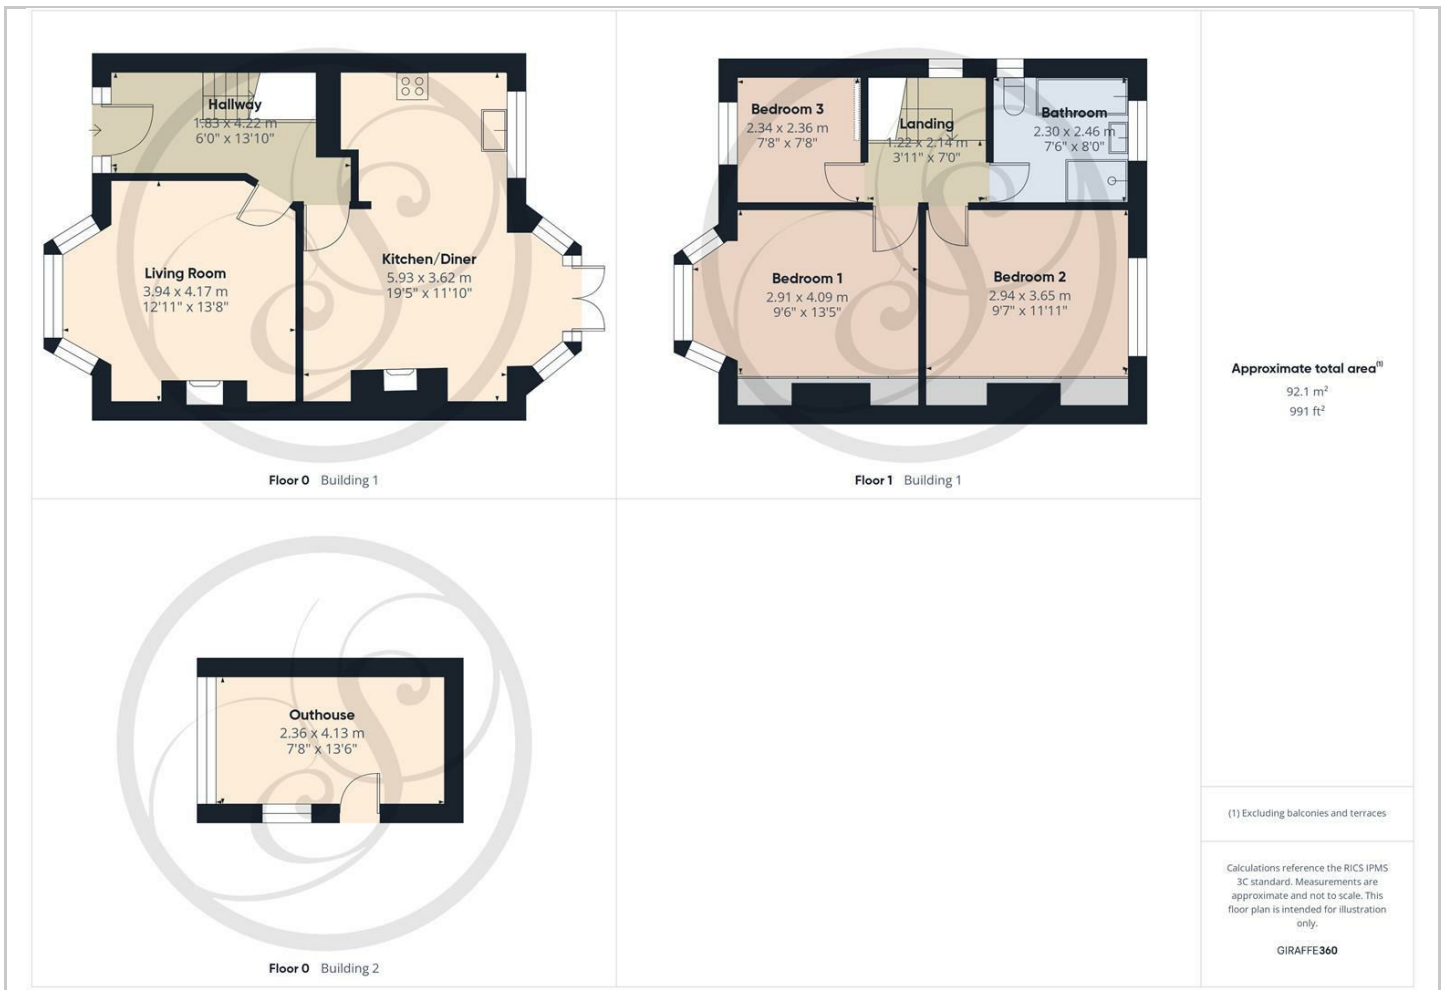 Hallway
1.83 x 4.22 m
6'0" x 13'10"
Living Room
3.94 x 4.17 m
12'11" x 13'8"
Kitchen/Diner
5.93 x 3.62 m
19'5" x 11'10"
Floor 0 Building 1
Bedroom 3
2.34 x 2.36 m
7'8" x 7'8"
Landing
1.22 x 2.14 m
3'11" x 7'0"
Bathroom
2.30 x 2.46 m
7'6" x 8'0"
Bedroom 1
2.91 x 4.09 m
9'6" x 13'5"
Bedroom 2
2.94 x 3.65 m
9'7" x 11'11"
Floor 1 Building 1
Outhouse
2.36 x 4.13 m
7'8" x 13'6"
Floor 0 Building 2
Approximate total area(1)
92.1 m²
991 ft²
(1) Excluding balconies and terraces
Calculations reference the RICS IPMS
3C standard. Measurements are
approximate and not to scale. This
floor plan is intended for illustration
only.
GIRAFFE360